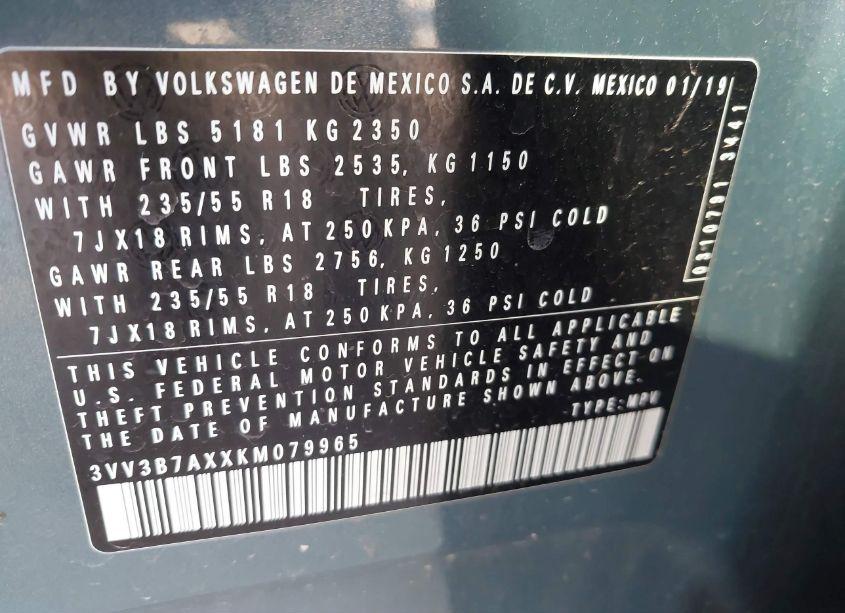 MFD BY VOLKSWAGEN DE MEXICO S.A. DE C.V. MEXICO 01/19
GVWR LBS 5181 KG 2350
GAWR FRONT LBS 2535, KG 1150
WITH 235/55 R18 TIRES,
7JX18 RIMS, AT 250 KPA, 36 PSI COLD
GAWR REAR LBS 2756, KG 1250
WITH 235/55 R18 TIRES,
7JX18 RIMS, AT 250 KPA, 36 PSI COLD
0310791 3441
THIS VEHICLE CONFORMS TO ALL APPLICABLE
U.S. FEDERAL MOTOR VEHICLE SAFETY AND
THEFT PREVENTION STANDARDS IN EFFECT ON
THE DATE OF MANUFACTURE SHOWN ABOVE.
TYPE: MPV
3VV3B7AXXKM079965